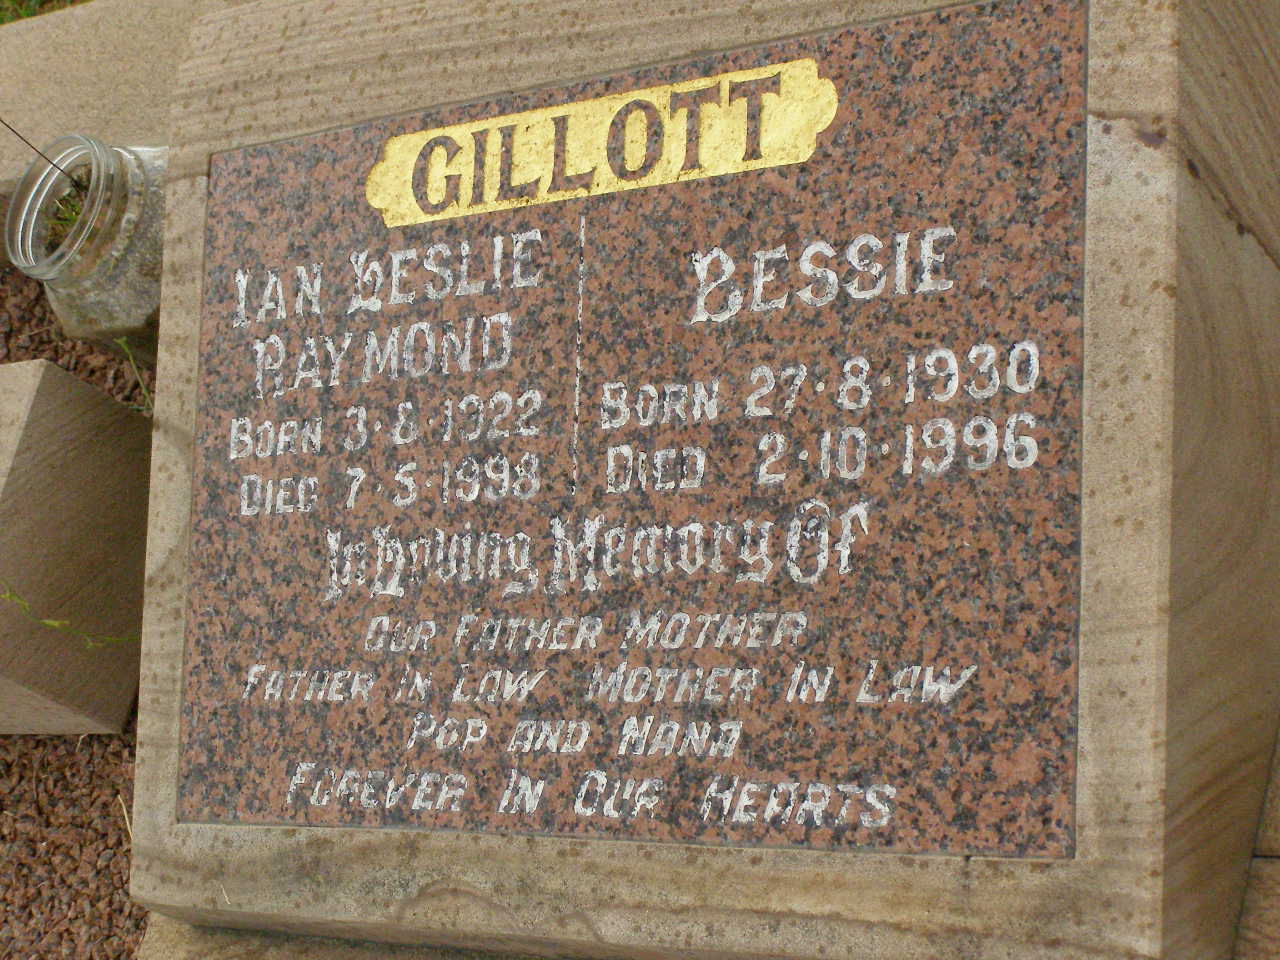 GILLOTT
IAN LESLIE
RAYMOND
BORN 3·8·1922
DIED 7·5·1998
BESSIE
BORN 27·8·1930
DIED 2·10·1996
In Loving Memory Of
OUR FATHER MOTHER
FATHER IN LAW MOTHER IN LAW
POP AND NANA
FOREVER IN OUR HEARTS